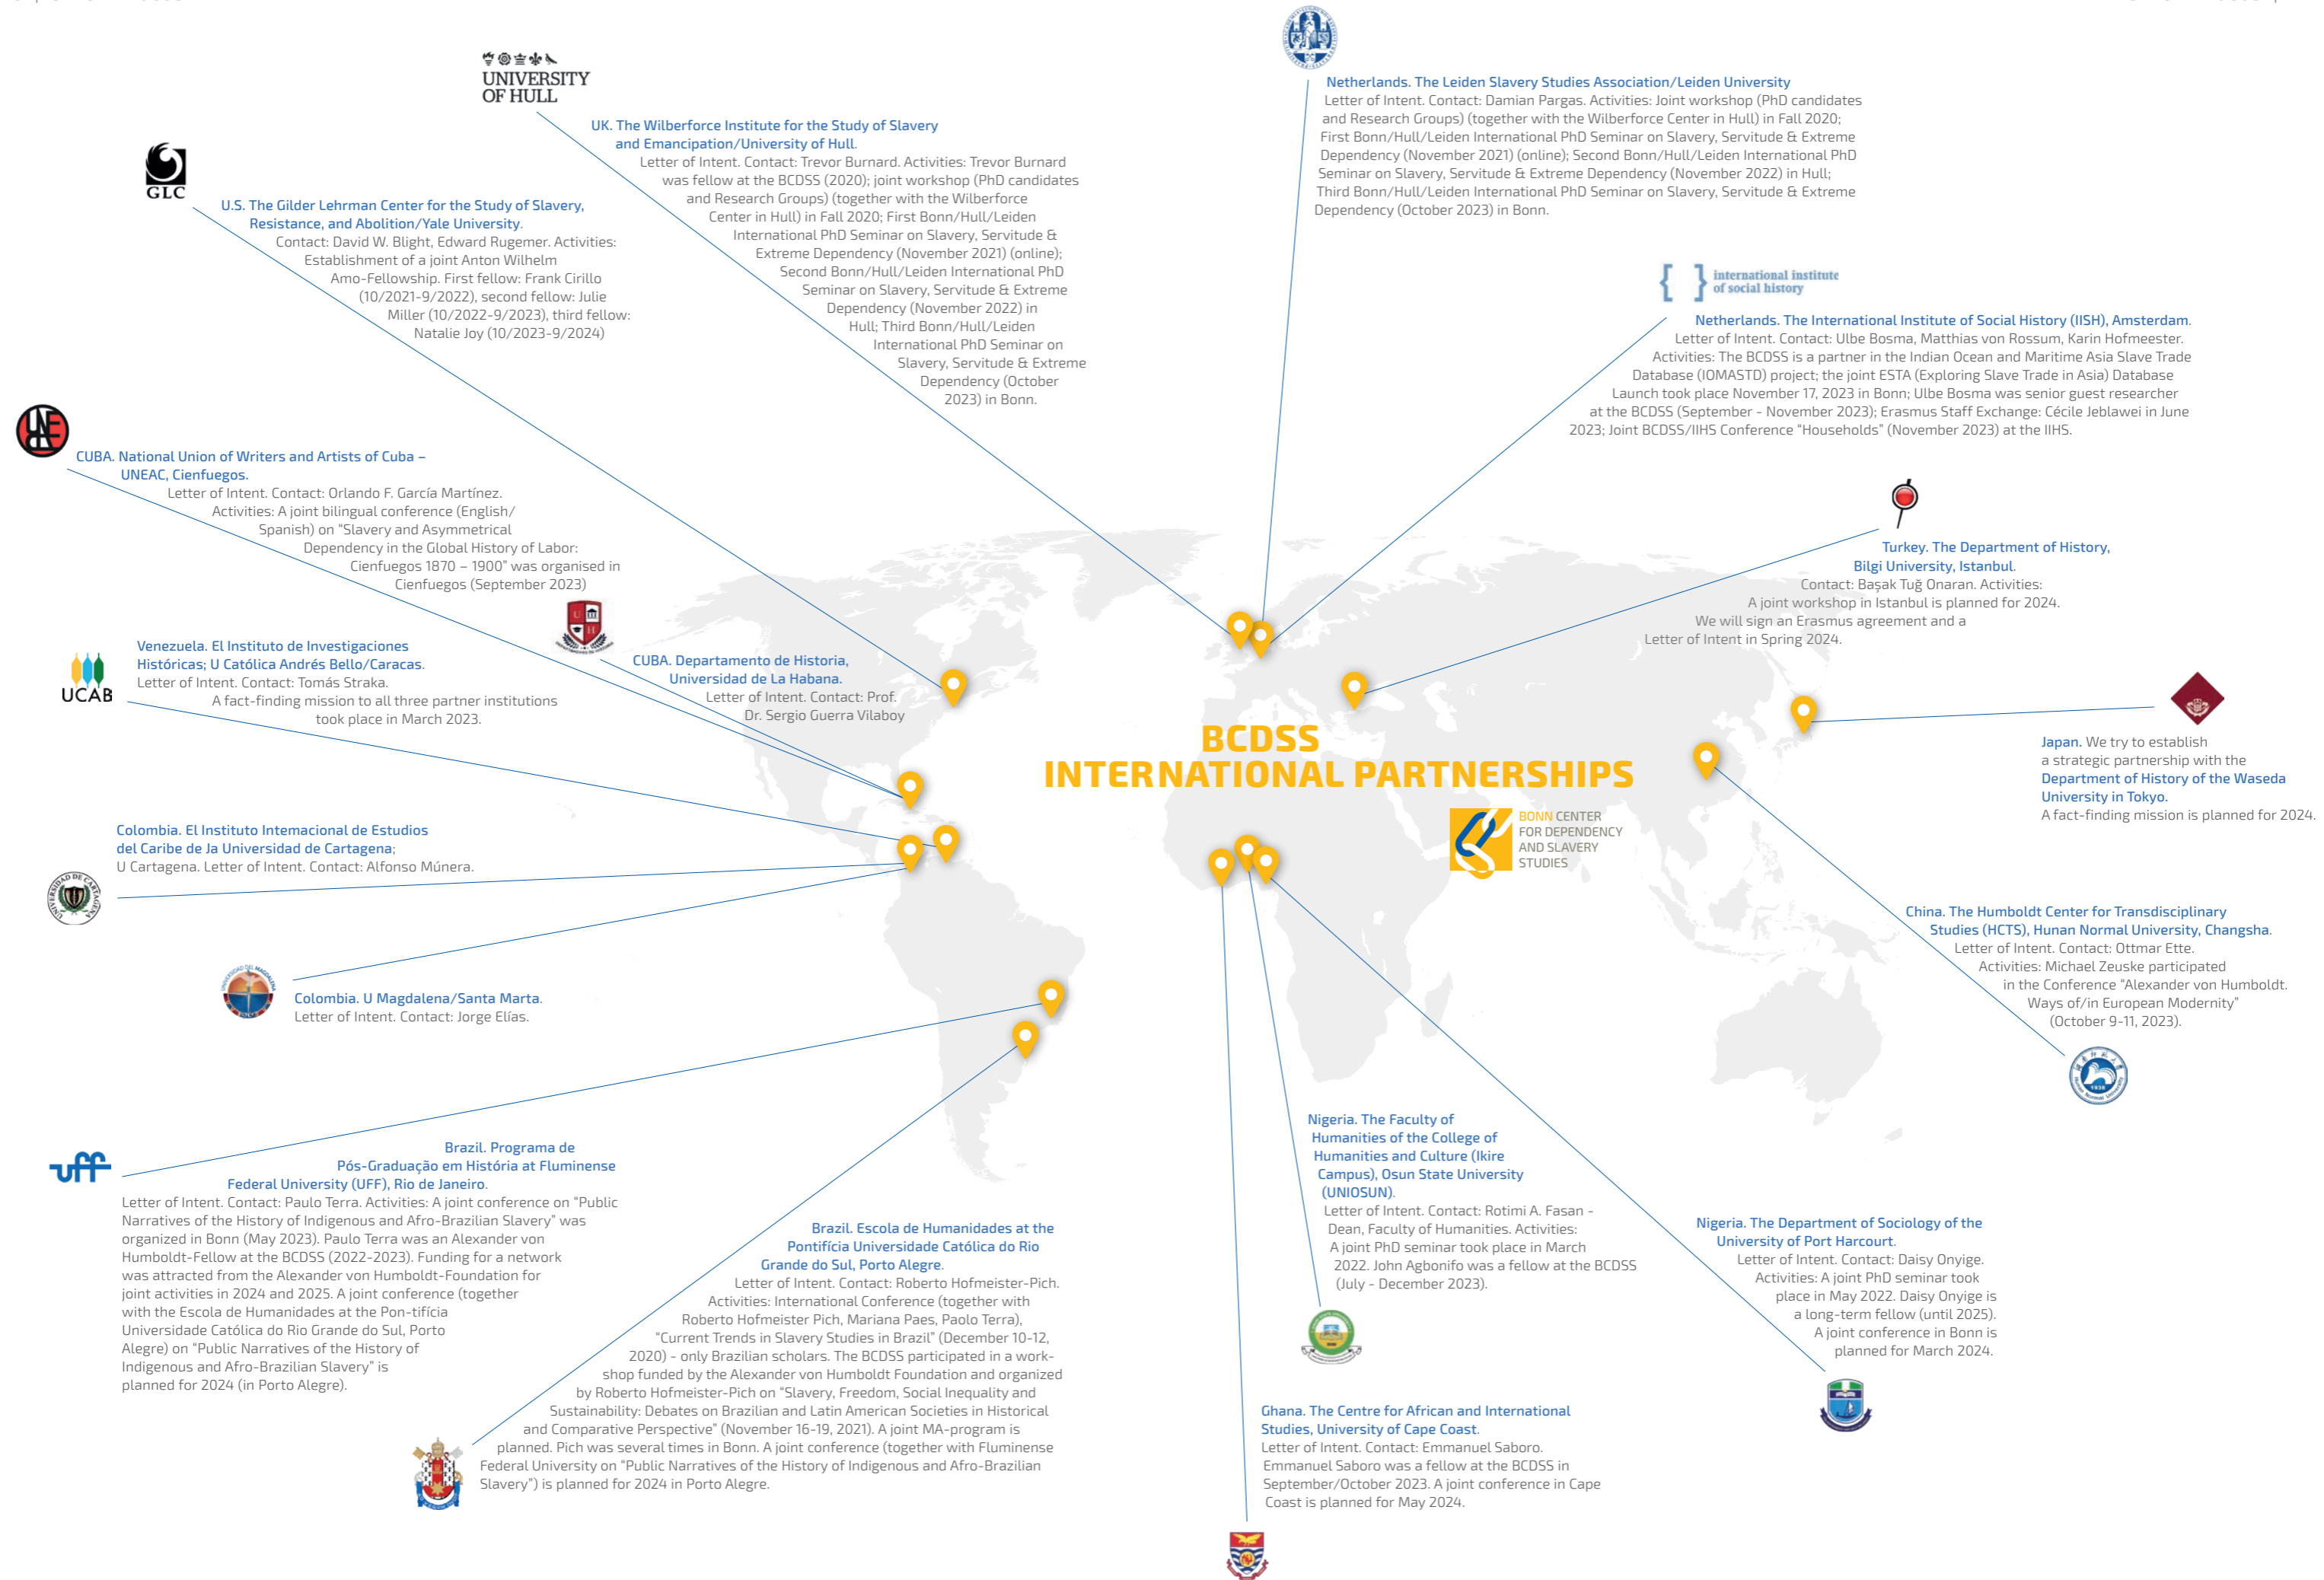 UNIVERSITY
OF HULL
UK. The Wilberforce Institute for the Study of Slavery
and Emancipation/University of Hull.
Letter of Intent. Contact: Trevor Burnard. Activities: Trevor Burnard
was fellow at the BCDSS (2020); joint workshop (PhD candidates
and Research Groups) (together with the Wilberforce
Center in Hull) in Fall 2020; First Bonn/Hull/Leiden
International PhD Seminar on Slavery, Servitude &
Extreme Dependency (November 2021) (online);
Second Bonn/Hull/Leiden International PhD
Seminar on Slavery, Servitude & Extreme
Dependency (November 2022) in
Hull; Third Bonn/Hull/Leiden
International PhD Seminar on
Slavery, Servitude & Extreme
Dependency (October
2023) in Bonn.
Netherlands. The Leiden Slavery Studies Association/Leiden University
Letter of Intent. Contact: Damian Pargas. Activities: Joint workshop (PhD candidates
and Research Groups) (together with the Wilberforce Center in Hull) in Fall 2020;
First Bonn/Hull/Leiden International PhD Seminar on Slavery, Servitude & Extreme
Dependency (November 2021) (online); Second Bonn/Hull/Leiden International PhD
Seminar on Slavery, Servitude & Extreme Dependency (November 2022) in Hull;
Third Bonn/Hull/Leiden International PhD Seminar on Slavery, Servitude & Extreme
Dependency (October 2023) in Bonn.
GLC
U.S. The Gilder Lehrman Center for the Study of Slavery,
Resistance, and Abolition/Yale University.
Contact: David W. Blight, Edward Rugemer. Activities:
Establishment of a joint Anton Wilhelm
Amo-Fellowship. First fellow: Frank Cirillo
(10/2021-9/2022), second fellow: Julie
Miller (10/2022-9/2023), third fellow:
Natalie Joy (10/2023-9/2024)
international institute
of social history
Netherlands. The International Institute of Social History (IISH), Amsterdam.
Letter of Intent. Contact: Ulbe Bosma, Matthias von Rossum, Karin Hofmeester.
Activities: The BCDSS is a partner in the Indian Ocean and Maritime Asia Slave Trade
Database (IOMASTD) project; the joint ESTA (Exploring Slave Trade in Asia) Database
Launch took place November 17, 2023 in Bonn; Ulbe Bosma was senior guest researcher
at the BCDSS (September - November 2023); Erasmus Staff Exchange: Cécile Jeblawei in June
2023; Joint BCDSS/IIHS Conference "Households" (November 2023) at the IIHS.
CUBA. National Union of Writers and Artists of Cuba –
UNEAC, Cienfuegos.
Letter of Intent. Contact: Orlando F. García Martínez.
Activities: A joint bilingual conference (English/
Spanish) on "Slavery and Asymmetrical
Dependency in the Global History of Labor:
Cienfuegos 1870 – 1900" was organised in
Cienfuegos (September 2023)
Turkey. The Department of History,
Bilgi University, Istanbul.
Contact: Başak Tuğ Onaran. Activities:
A joint workshop in Istanbul is planned for 2024.
We will sign an Erasmus agreement and a
Letter of Intent in Spring 2024.
U H
CUBA. Departamento de Historia,
Universidad de La Habana.
Letter of Intent. Contact: Prof.
Dr. Sergio Guerra Vilaboy
UCAB
Venezuela. El Instituto de Investigaciones
Históricas; U Católica Andrés Bello/Caracas.
Letter of Intent. Contact: Tomás Straka.
A fact-finding mission to all three partner institutions
took place in March 2023.
BCDSS
INTERNATIONAL PARTNERSHIPS
BONN CENTER
FOR DEPENDENCY
AND SLAVERY
STUDIES
Japan. We try to establish
a strategic partnership with the
Department of History of the Waseda
University in Tokyo.
A fact-finding mission is planned for 2024.
Colombia. El Instituto Intemacional de Estudios
del Caribe de Ja Universidad de Cartagena;
U Cartagena. Letter of Intent. Contact: Alfonso Múnera.
UNIVERSIDAD DE CARTAGENA
China. The Humboldt Center for Transdisciplinary
Studies (HCTS), Hunan Normal University, Changsha.
Letter of Intent. Contact: Ottmar Ette.
Activities: Michael Zeuske participated
in the Conference "Alexander von Humboldt.
Ways of/in European Modernity"
(October 9-11, 2023).
1938
UNIVERSIDAD DEL MAGDALENA
Colombia. U Magdalena/Santa Marta.
Letter of Intent. Contact: Jorge Elías.
uff
Brazil. Programa de
Pós-Graduação em História at Fluminense
Federal University (UFF), Rio de Janeiro.
Letter of Intent. Contact: Paulo Terra. Activities: A joint conference on "Public
Narratives of the History of Indigenous and Afro-Brazilian Slavery" was
organized in Bonn (May 2023). Paulo Terra was an Alexander von
Humboldt-Fellow at the BCDSS (2022-2023). Funding for a network
was attracted from the Alexander von Humboldt-Foundation for
joint activities in 2024 and 2025. A joint conference (together
with the Escola de Humanidades at the Pon-tifícia
Universidade Católica do Rio Grande do Sul, Porto
Alegre) on "Public Narratives of the History of
Indigenous and Afro-Brazilian Slavery" is
planned for 2024 (in Porto Alegre).
Brazil. Escola de Humanidades at the
Pontifícia Universidade Católica do Rio
Grande do Sul, Porto Alegre.
Letter of Intent. Contact: Roberto Hofmeister-Pich.
Activities: International Conference (together with
Roberto Hofmeister Pich, Mariana Paes, Paolo Terra),
"Current Trends in Slavery Studies in Brazil" (December 10-12,
2020) - only Brazilian scholars. The BCDSS participated in a work-
shop funded by the Alexander von Humboldt Foundation and organized
by Roberto Hofmeister-Pich on "Slavery, Freedom, Social Inequality and
Sustainability: Debates on Brazilian and Latin American Societies in Historical
and Comparative Perspective" (November 16-19, 2021). A joint MA-program is
planned. Pich was several times in Bonn. A joint conference (together with Fluminense
Federal University on "Public Narratives of the History of Indigenous and Afro-Brazilian
Slavery") is planned for 2024 in Porto Alegre.
Nigeria. The Faculty of
Humanities of the College of
Humanities and Culture (Ikire
Campus), Osun State University
(UNIOSUN).
Letter of Intent. Contact: Rotimi A. Fasan -
Dean, Faculty of Humanities. Activities:
A joint PhD seminar took place in March
2022. John Agbonifo was a fellow at the BCDSS
(July - December 2023).
Nigeria. The Department of Sociology of the
University of Port Harcourt.
Letter of Intent. Contact: Daisy Onyige.
Activities: A joint PhD seminar took
place in May 2022. Daisy Onyige is
a long-term fellow (until 2025).
A joint conference in Bonn is
planned for March 2024.
Ghana. The Centre for African and International
Studies, University of Cape Coast.
Letter of Intent. Contact: Emmanuel Saboro.
Emmanuel Saboro was a fellow at the BCDSS in
September/October 2023. A joint conference in Cape
Coast is planned for May 2024.